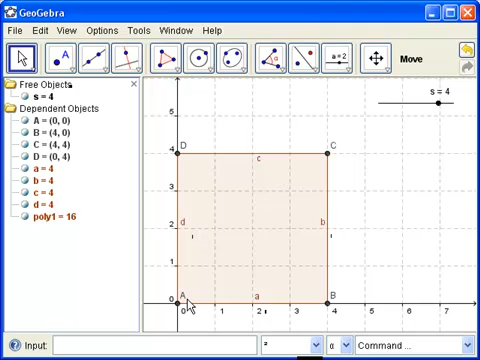 GeoGebra
File Edit View Options Tools Window Help
A α a = 2 Move
Free Objects
s = 4
Dependent Objects
A = (0, 0)
B = (4, 0)
C = (4, 4)
D = (0, 4)
a = 4
b = 4
c = 4
d = 4
poly1 = 16
s = 4
5
D C
4 c
3
d b
2
1
A a B
0
0 1 2 3 4 5 6 7
Input: ² α Command ...